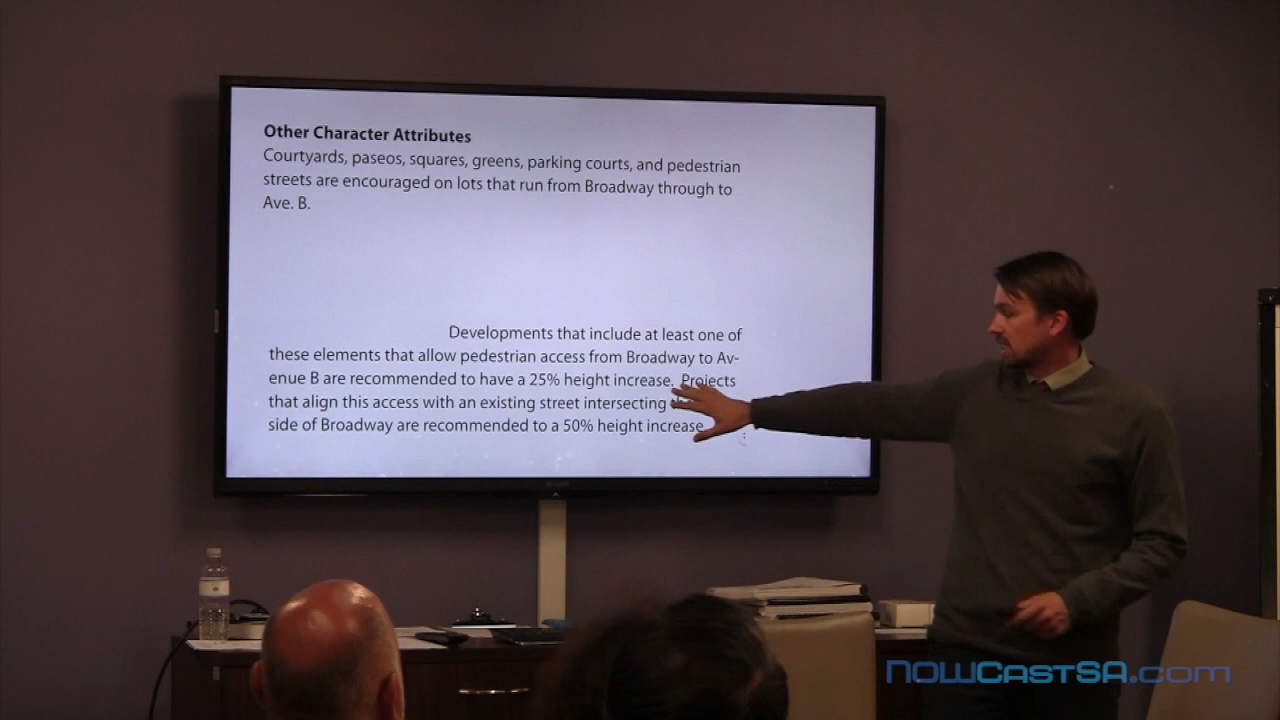 Other Character Attributes
Courtyards, paseos, squares, greens, parking courts, and pedestrian
streets are encouraged on lots that run from Broadway through to
Ave. B.
Developments that include at least one of
these elements that allow pedestrian access from Broadway to Av-
enue B are recommended to have a 25% height increase. Projects
that align this access with an existing street intersecting
side of Broadway are recommended to a 50% height increase
NOWCASTSA.com